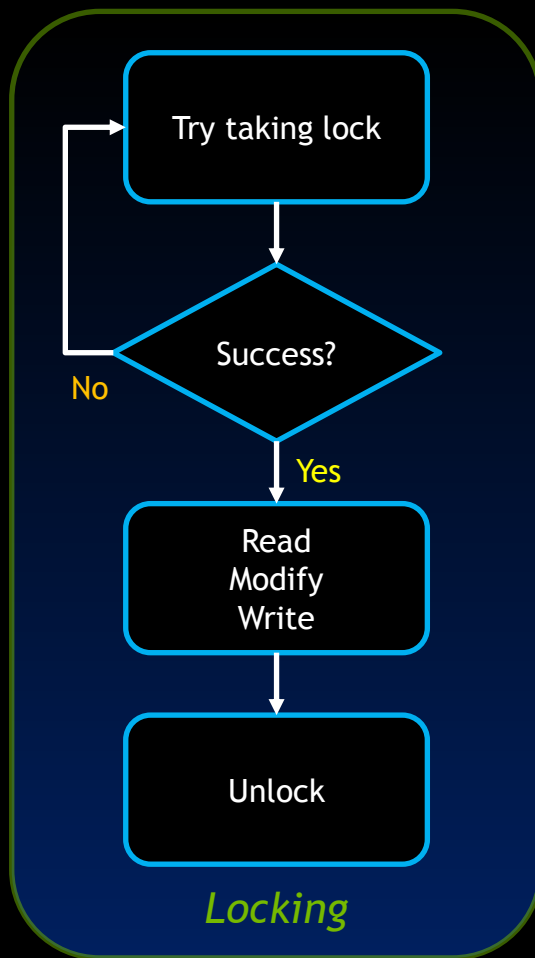 Try taking lock
Success?
No
Yes
Read
Modify
Write
Unlock
Locking